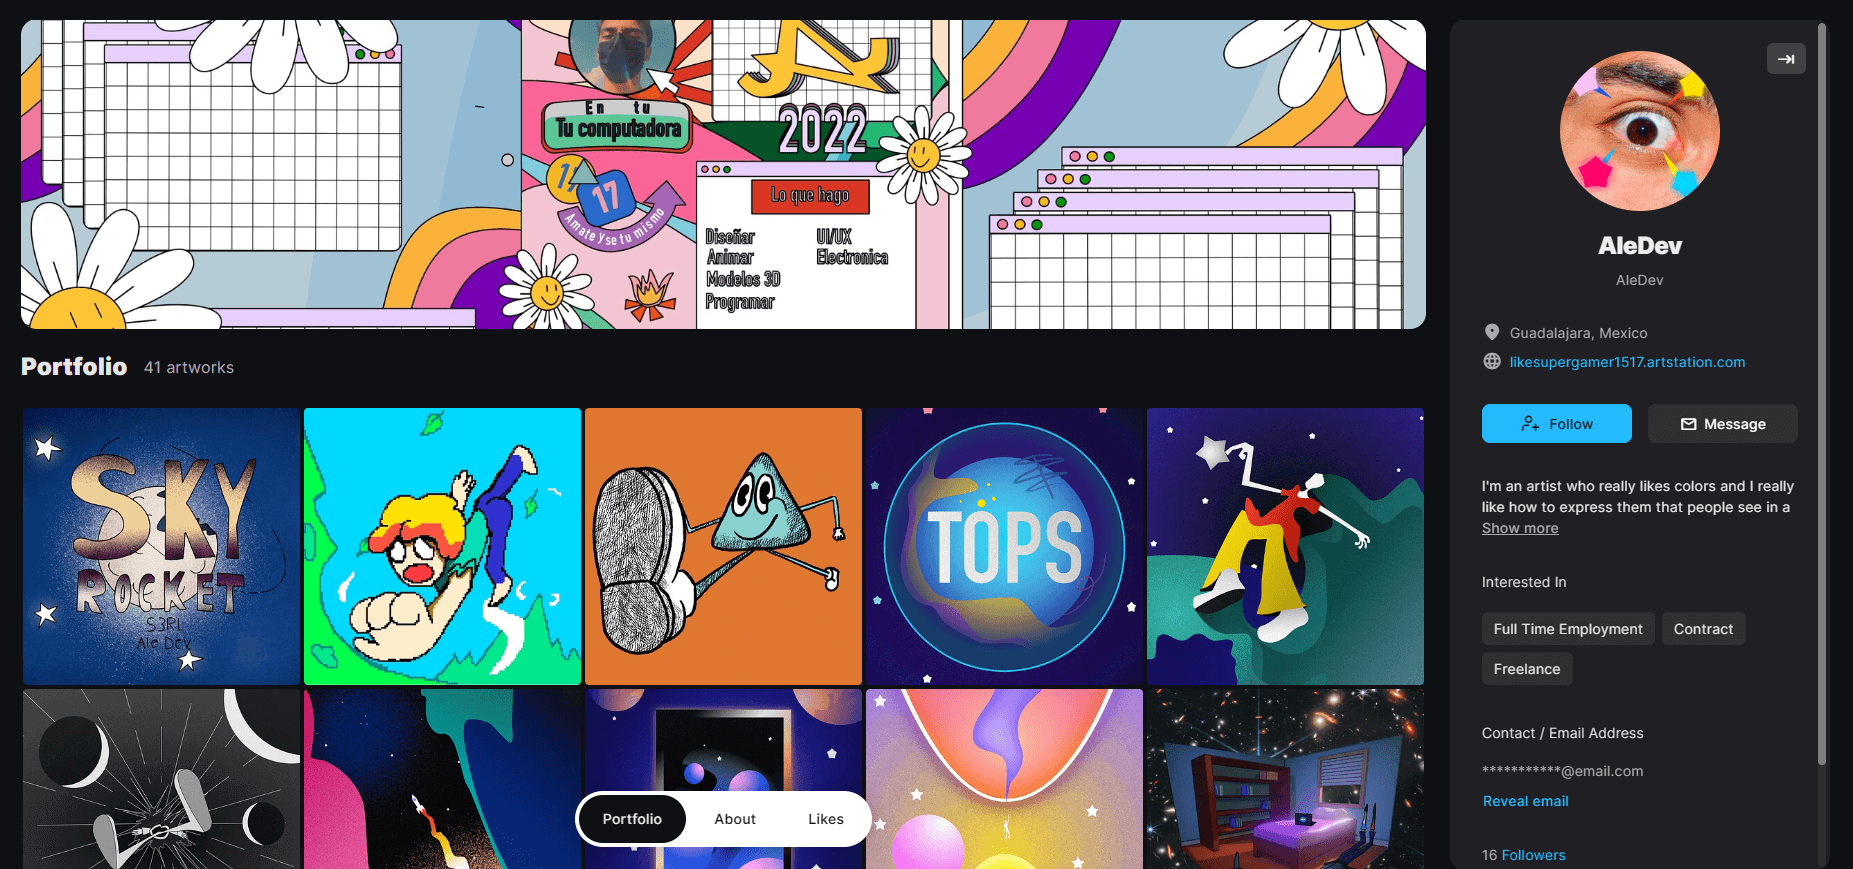 En tu
Tu computadora
2022
17
Amate y se tu mismo
Lo que hago
Diseñar
Animar
Modelos 3D
Programar
UI/UX
Electronica
Portfolio 41 artworks
SKY
ROCKET
S3RL
Ale Dev
TOPS
Portfolio
About
Likes
AleDev
AleDev
Guadalajara, Mexico
likesupergamer1517.artstation.com
Follow
Message
I'm an artist who really likes colors and I really
like how to express them that people see in a
Show more
Interested In
Full Time Employment
Contract
Freelance
Contact / Email Address
***********@email.com
Reveal email
16 Followers